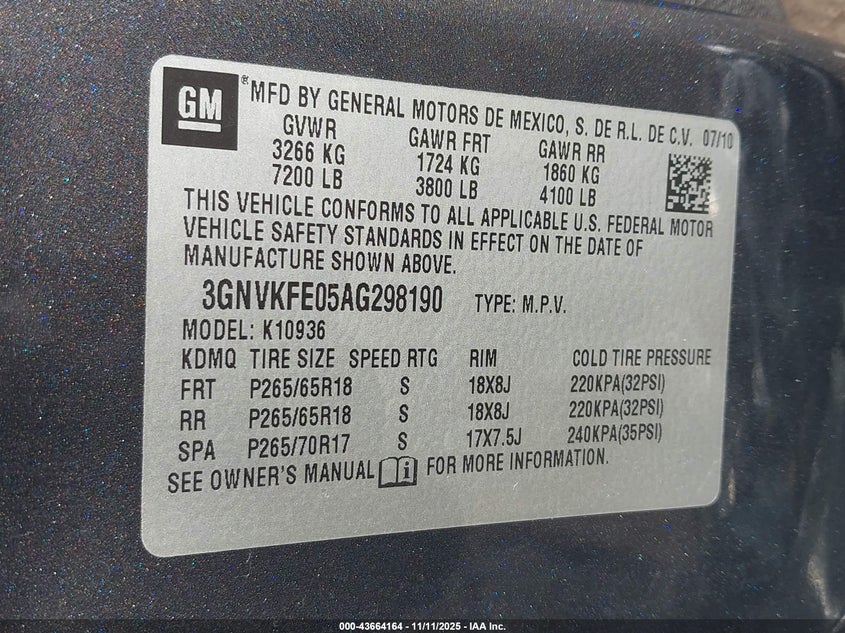 GM ® MFD BY GENERAL MOTORS DE MEXICO, S. DE R.L. DE C.V. 07/10
GVWR GAWR FRT GAWR RR
3266 KG 1724 KG 1860 KG
7200 LB 3800 LB 4100 LB
THIS VEHICLE CONFORMS TO ALL APPLICABLE U.S. FEDERAL MOTOR
VEHICLE SAFETY STANDARDS IN EFFECT ON THE DATE OF
MANUFACTURE SHOWN ABOVE.
3GNVKFE05AG298190 TYPE: M.P.V.
MODEL: K10936
KDMQ TIRE SIZE SPEED RTG RIM COLD TIRE PRESSURE
FRT P265/65R18 S 18X8J 220KPA(32PSI)
RR P265/65R18 S 18X8J 220KPA(32PSI)
SPA P265/70R17 S 17X7.5J 240KPA(35PSI)
SEE OWNER'S MANUAL FOR MORE INFORMATION.
000-43664164 - 11/11/2025 - IAA Inc.